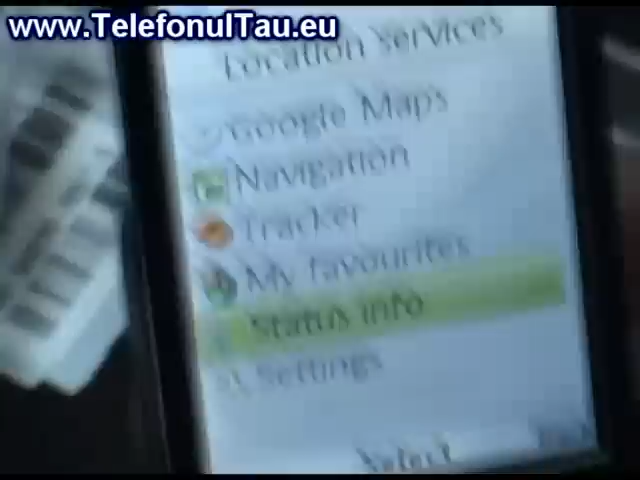 www.TelefonulTau.eu
Location services
Google Maps
Navigation
Tracker
My favourites
Status info
Settings
Select